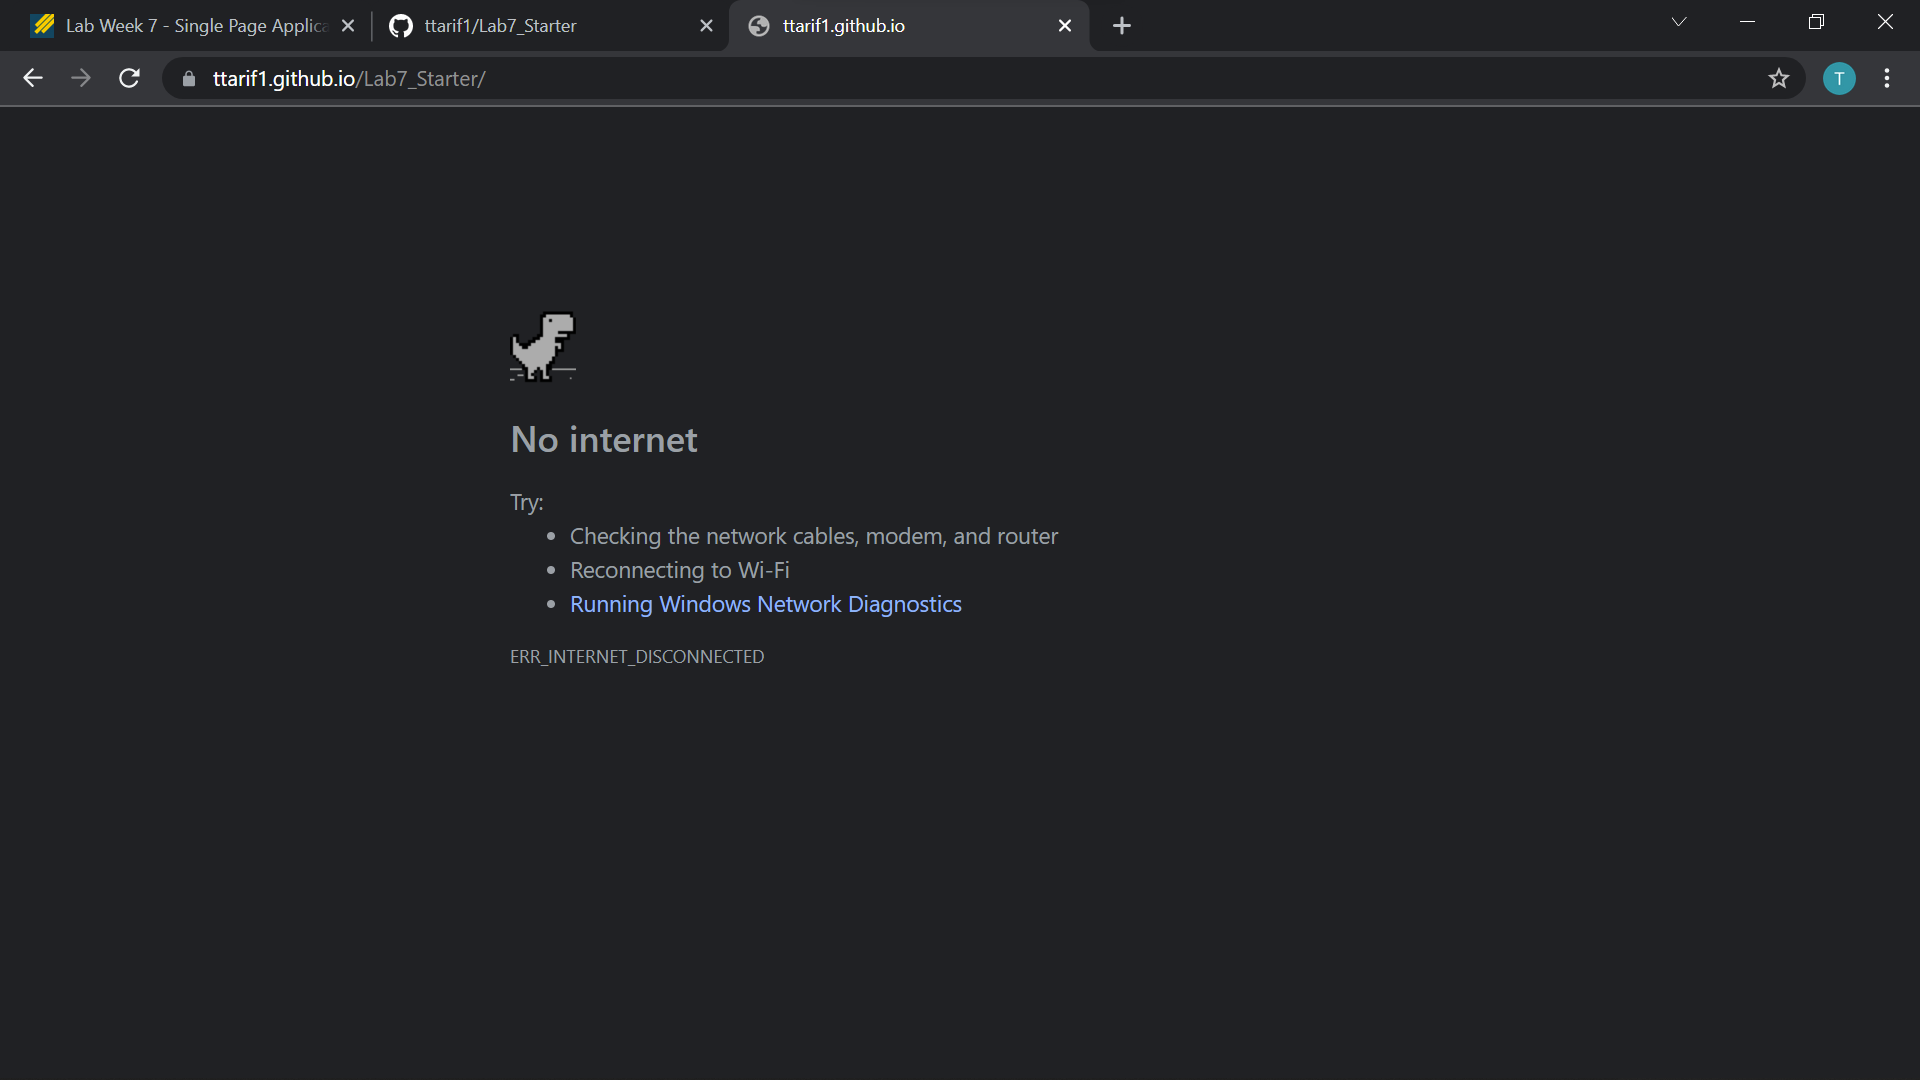 Lab Week 7 - Single Page Applica
ttarif1/Lab7_Starter
ttarif1.github.io
ttarif1.github.io/Lab7_Starter/
T
No internet
Try:
• Checking the network cables, modem, and router
• Reconnecting to Wi-Fi
• Running Windows Network Diagnostics
ERR_INTERNET_DISCONNECTED